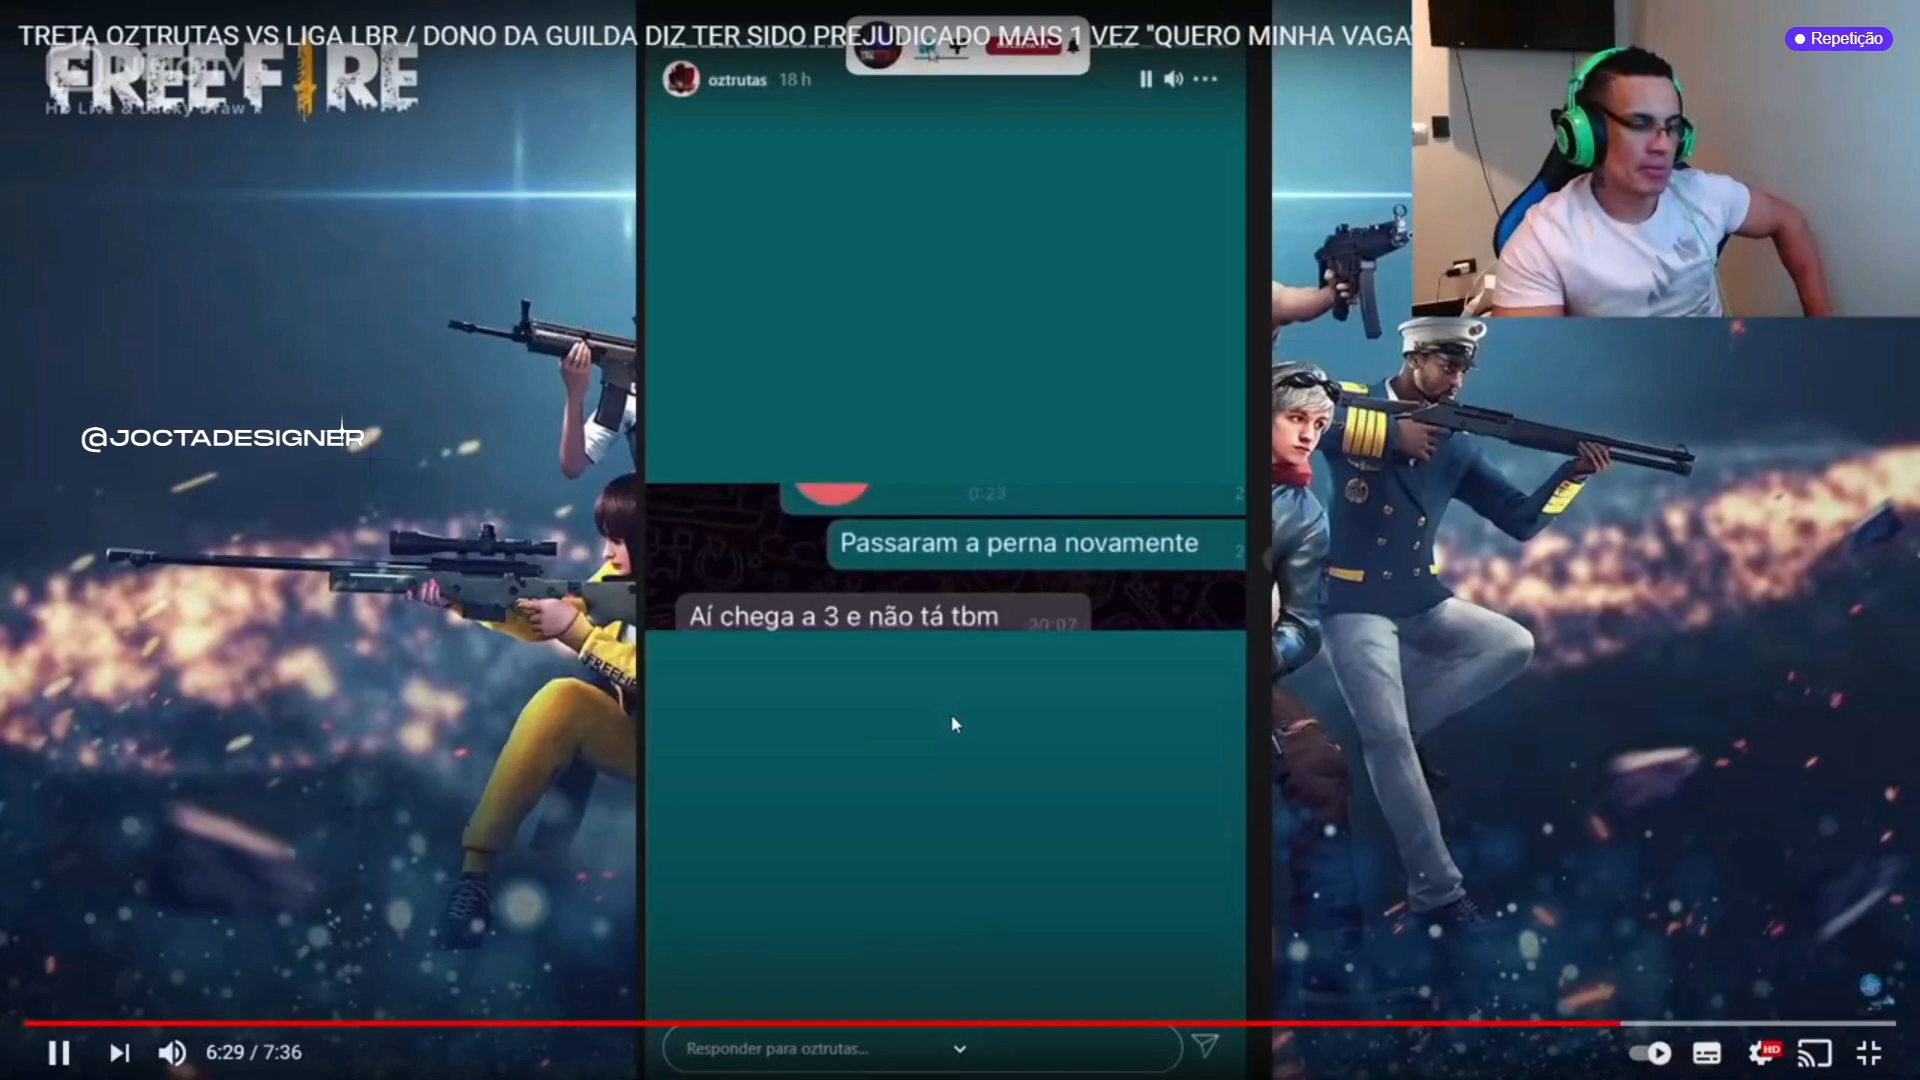 TRETA OZTRUTAS VS LIGA LBR / DONO DA GUILDA DIZ TER SIDO PREJUDICADO MAIS 1 VEZ "QUERO MINHA VAGA"
Repetição
FREE FIRE
oztrutas 18 h
@JOCTADESIGNER
0:23
Passaram a perna novamente
Aí chega a 3 e não tá tbm 20:07
FREEFIRE
6:29 / 7:36
Responder para oztrutas...
HD